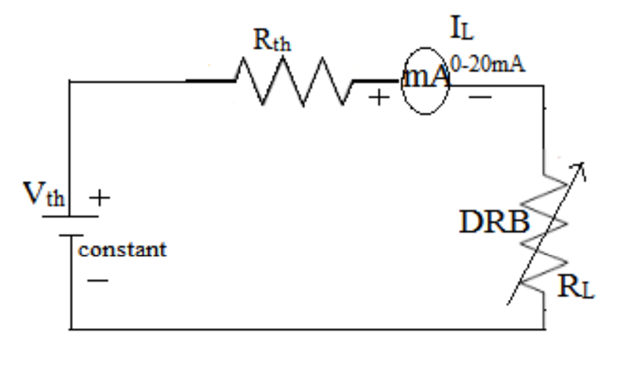 IL
Rth
mA 0-20mA
+ −
Vth +
DRB
constant
−
RL